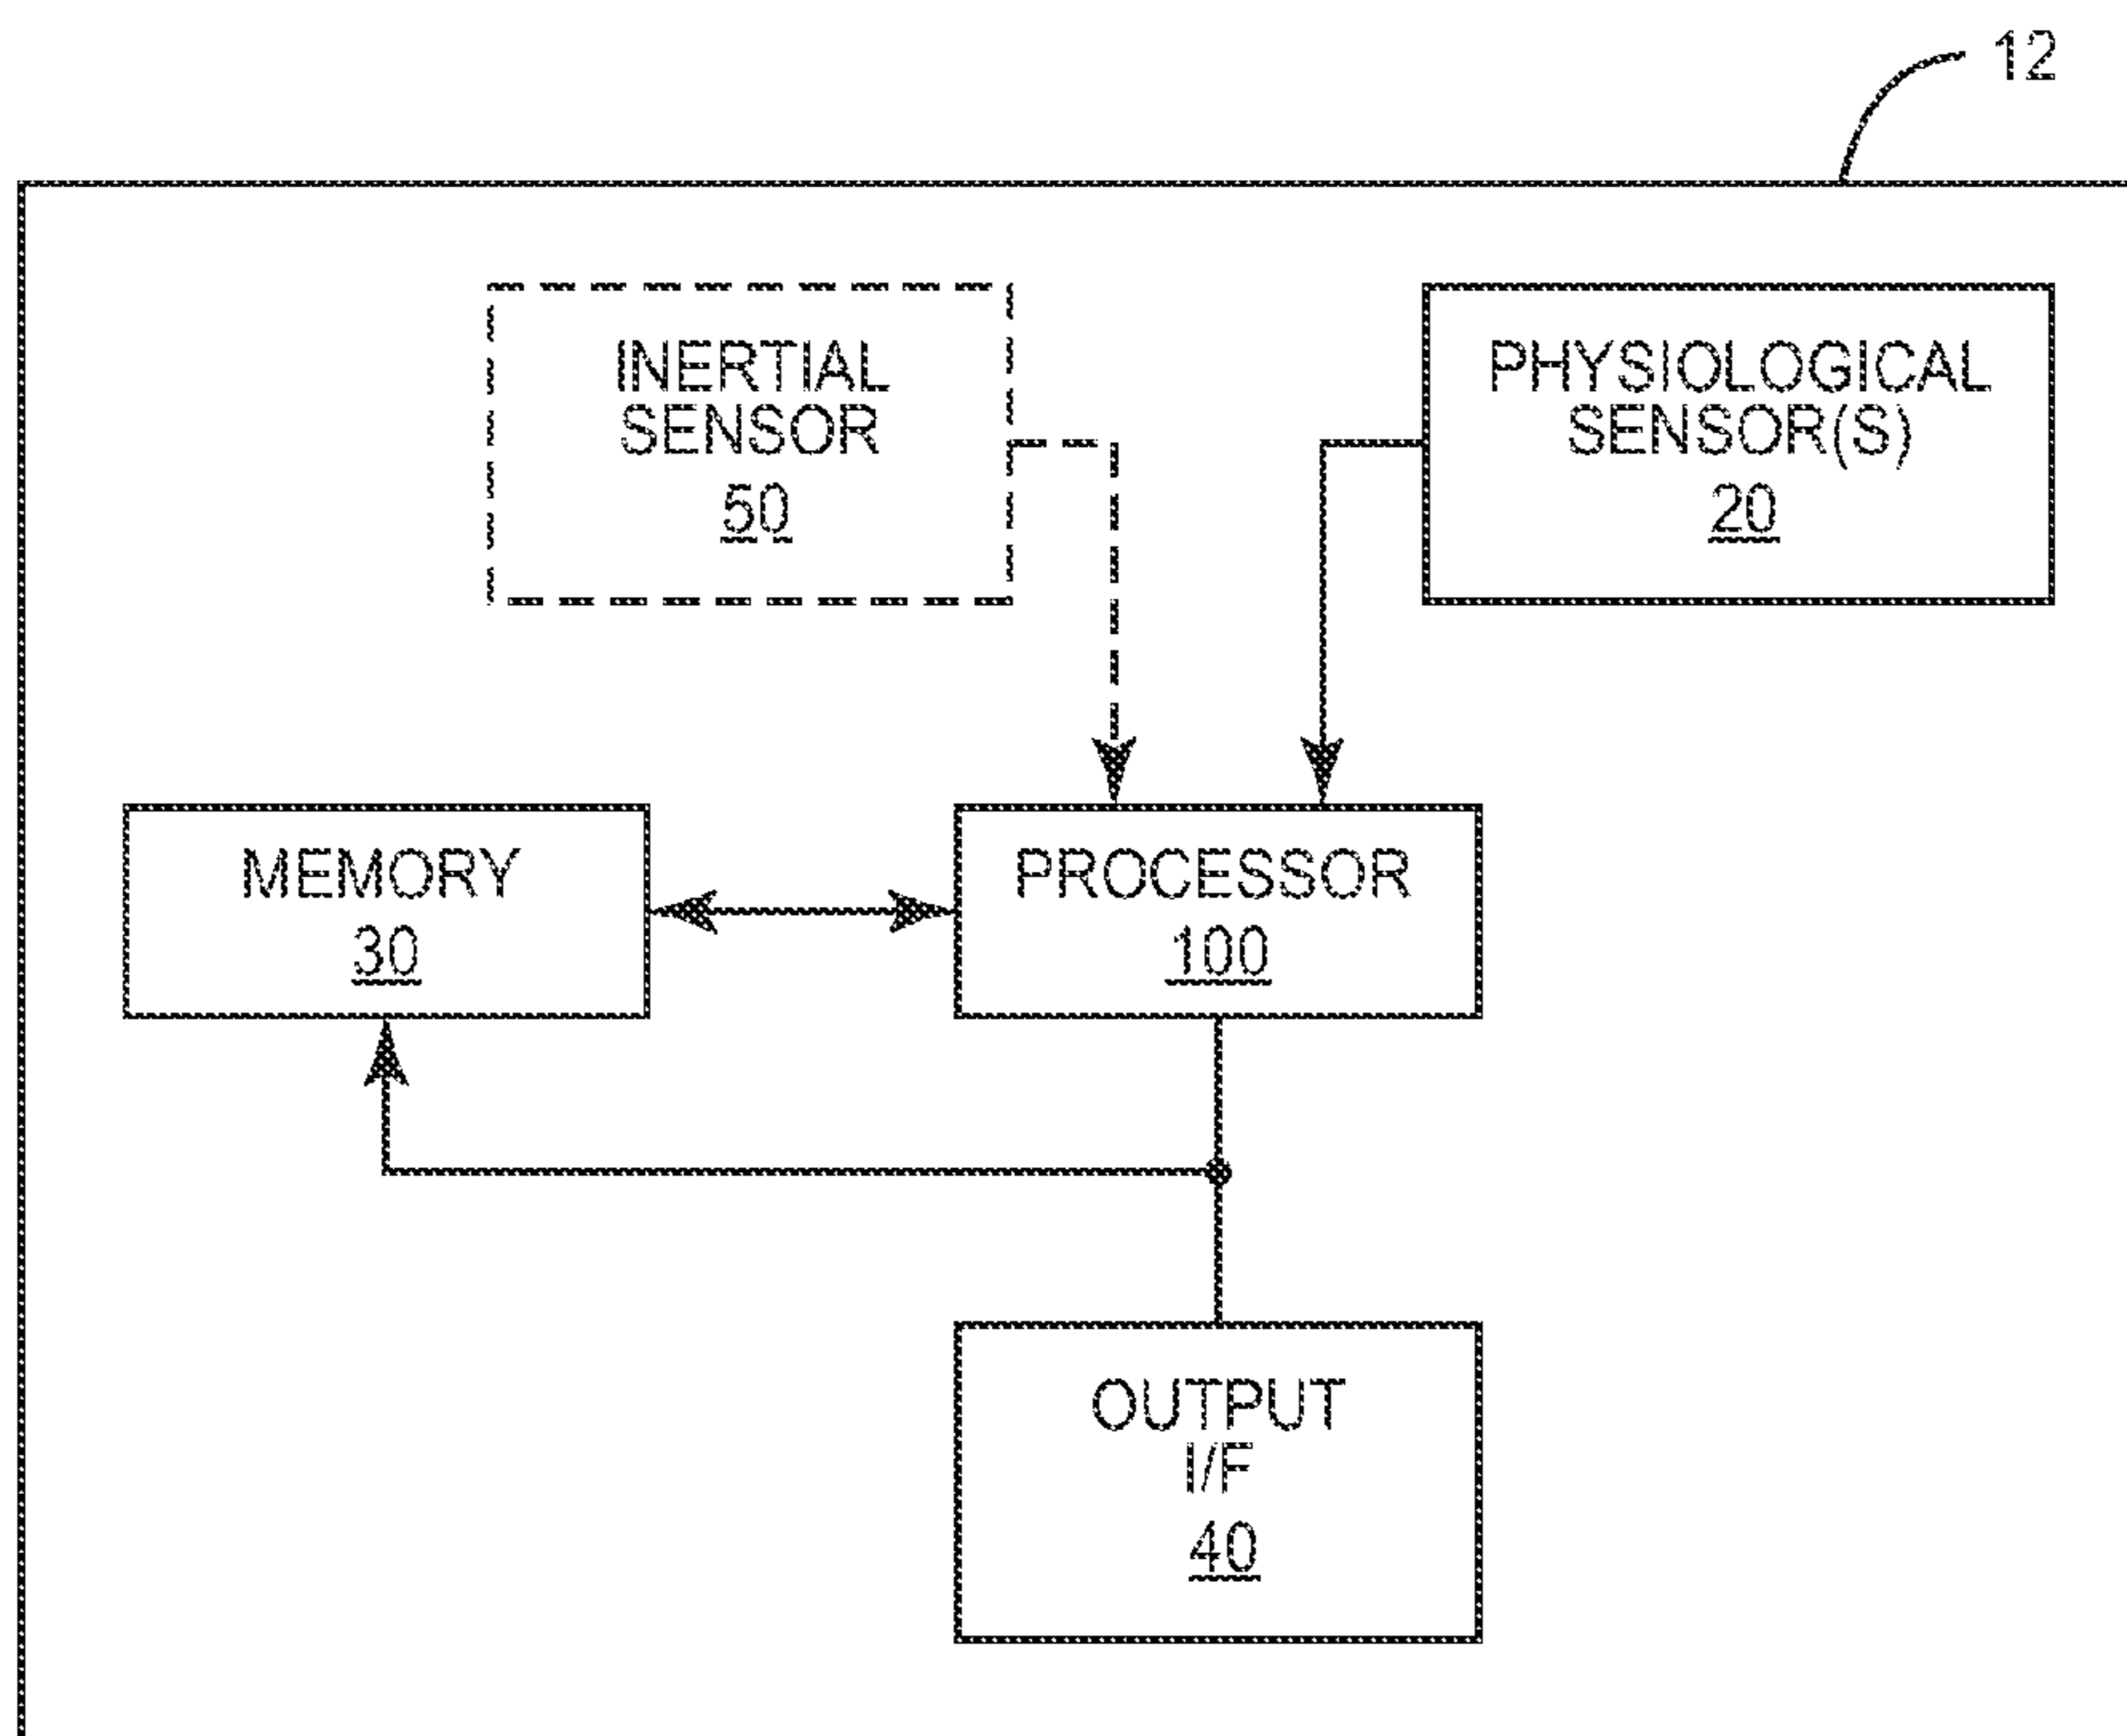 12
INERTIAL
SENSOR
50
PHYSIOLOGICAL
SENSOR(S)
20
MEMORY
30
PROCESSOR
100
OUTPUT
I/F
40